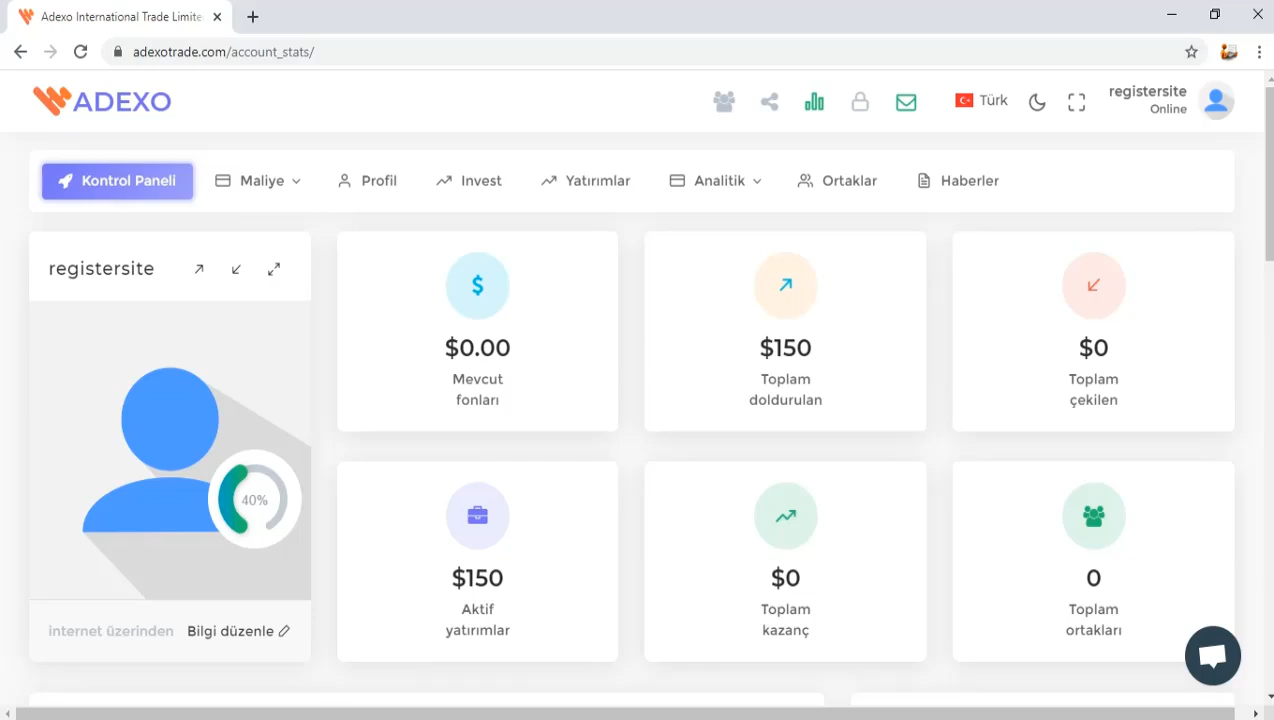 Adexo International Trade Limite
adexotrade.com/account_stats/
ADEXO
Türk
registersite
Online
Kontrol Paneli
Maliye
Profil
Invest
Yatırımlar
Analitik
Ortaklar
Haberler
registersite
40%
internet üzerinden
Bilgi düzenle
$
$0.00
Mevcut
fonları
$150
Toplam
doldurulan
$0
Toplam
çekilen
$150
Aktif
yatırımlar
$0
Toplam
kazanç
0
Toplam
ortakları